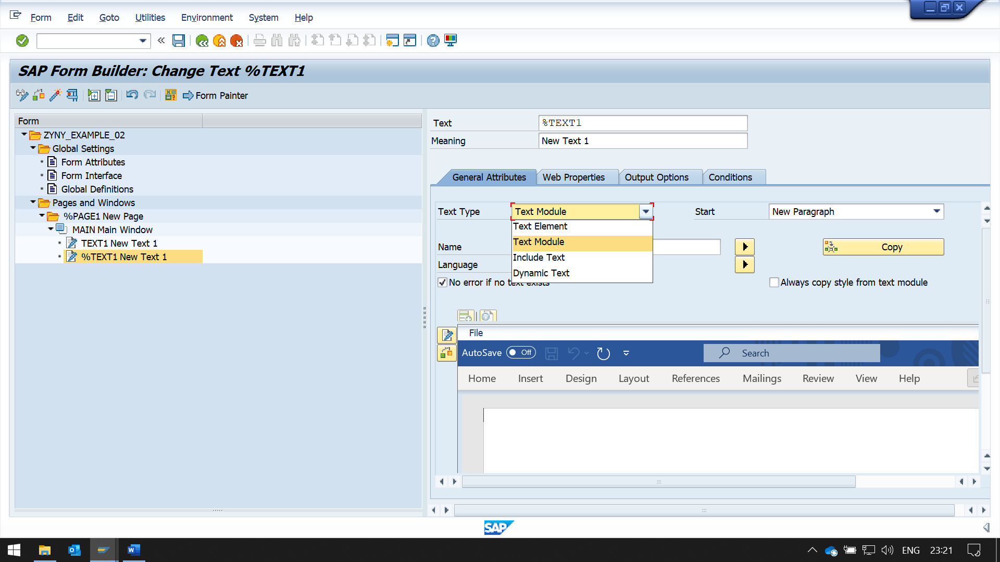 Form Edit Goto Utilities Environment System Help
SAP Form Builder: Change Text %TEXT1
Form Painter
Form
ZYNY_EXAMPLE_02
Global Settings
Form Attributes
Form Interface
Global Definitions
Pages and Windows
%PAGE1 New Page
MAIN Main Window
TEXT1 New Text 1
%TEXT1 New Text 1
Text %TEXT1
Meaning New Text 1
General Attributes Web Properties Output Options Conditions
Text Type Text Module Start New Paragraph
Text Element
Text Module
Include Text
Dynamic Text
Name Copy
Language
No error if no text exists Always copy style from text module
File
AutoSave Off Search
Home Insert Design Layout References Mailings Review View Help
SAP
ENG 23:21